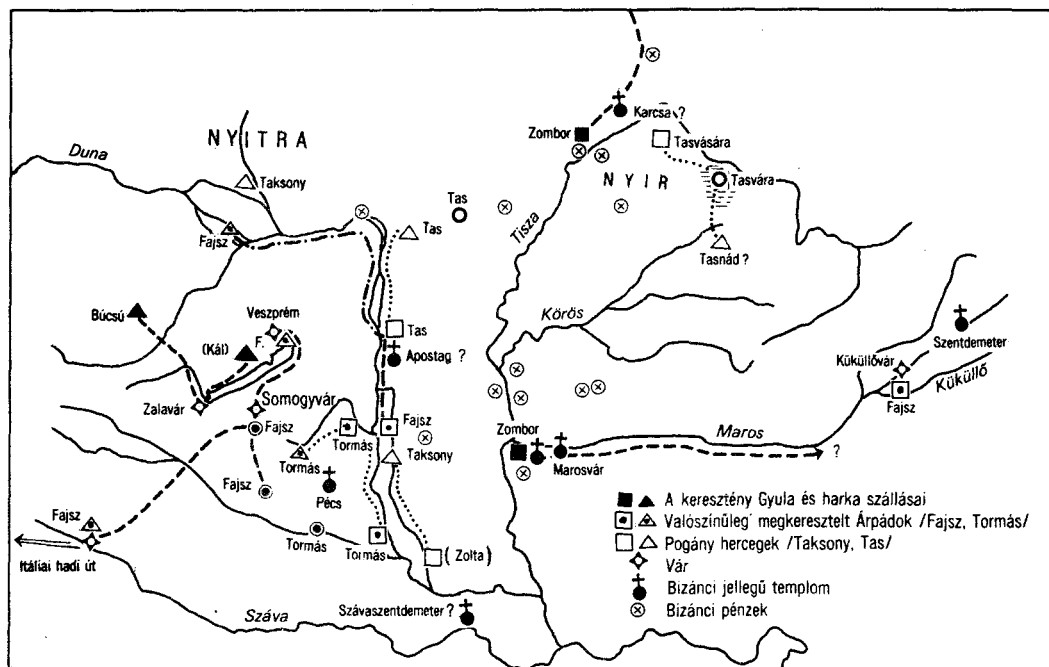 Karcsa ?
Zombor
Tasvására
NYITRA
Duna
Taksony
NYIR
Tasvára
Tas
Tas
Fajsz
Tisza
Tasnád ?
Búcsú
Veszprém
F.
(Kál)
Tas
Körös
Apostag ?
Szentdemeter
Küküllővár
Küküllő
Fajsz
Zalavár
Somogyvár
Fajsz
Tormás
Fajsz
Zombor
Maros
Tormás
Taksony
Marosvár
?
Pécs
Fajsz
Fajsz
Tormás
Tormás
(Zolta)
Itáliai hadi út
Száva
Szávaszentdemeter ?
A keresztény Gyula és harka szállásai
Valószínűleg megkeresztelt Árpádok /Fajsz, Tormás/
Pogány hercegek /Taksony, Tas/
Vár
Bizánci jellegű templom
Bizánci pénzek